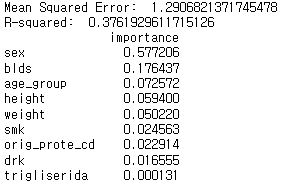 Mean Squared Error:  1.2906821371745478
R-squared:  0.3761929611715126
importance
sex 0.577206
blds 0.176437
age_group 0.072572
height 0.059400
weight 0.050220
smk 0.024563
orig_prote_cd 0.022914
drk 0.016555
trigliserida 0.000131